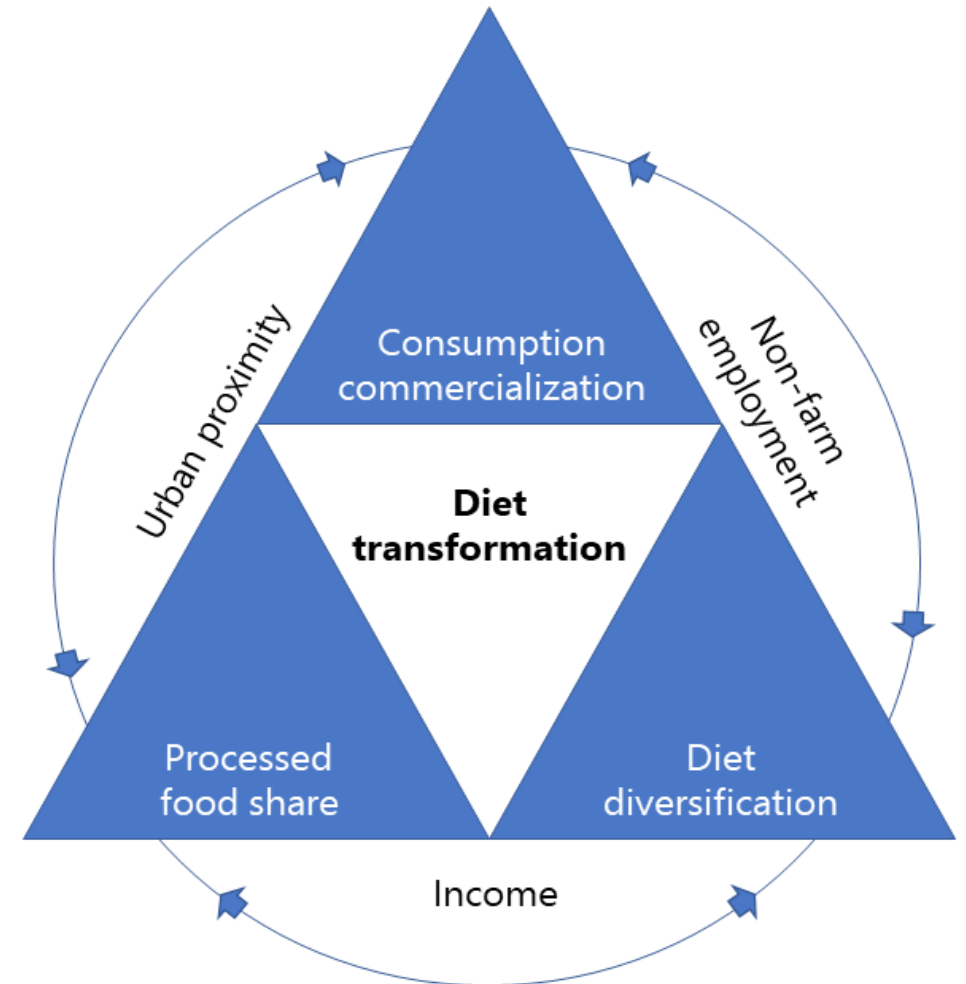 Consumption
commercialization
Urban proximity
Non-farm
employment
Diet
transformation
Processed
food share
Diet
diversification
Income